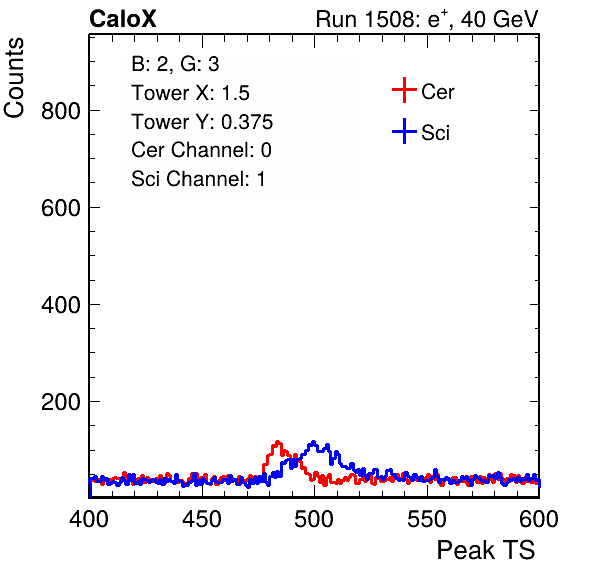 CaloX Run 1508: e⁺, 40 GeV
Counts
B: 2, G: 3
Tower X: 1.5
Tower Y: 0.375
Cer Channel: 0
Sci Channel: 1
Cer
Sci
800
600
400
200
400 450 500 550 600
Peak TS